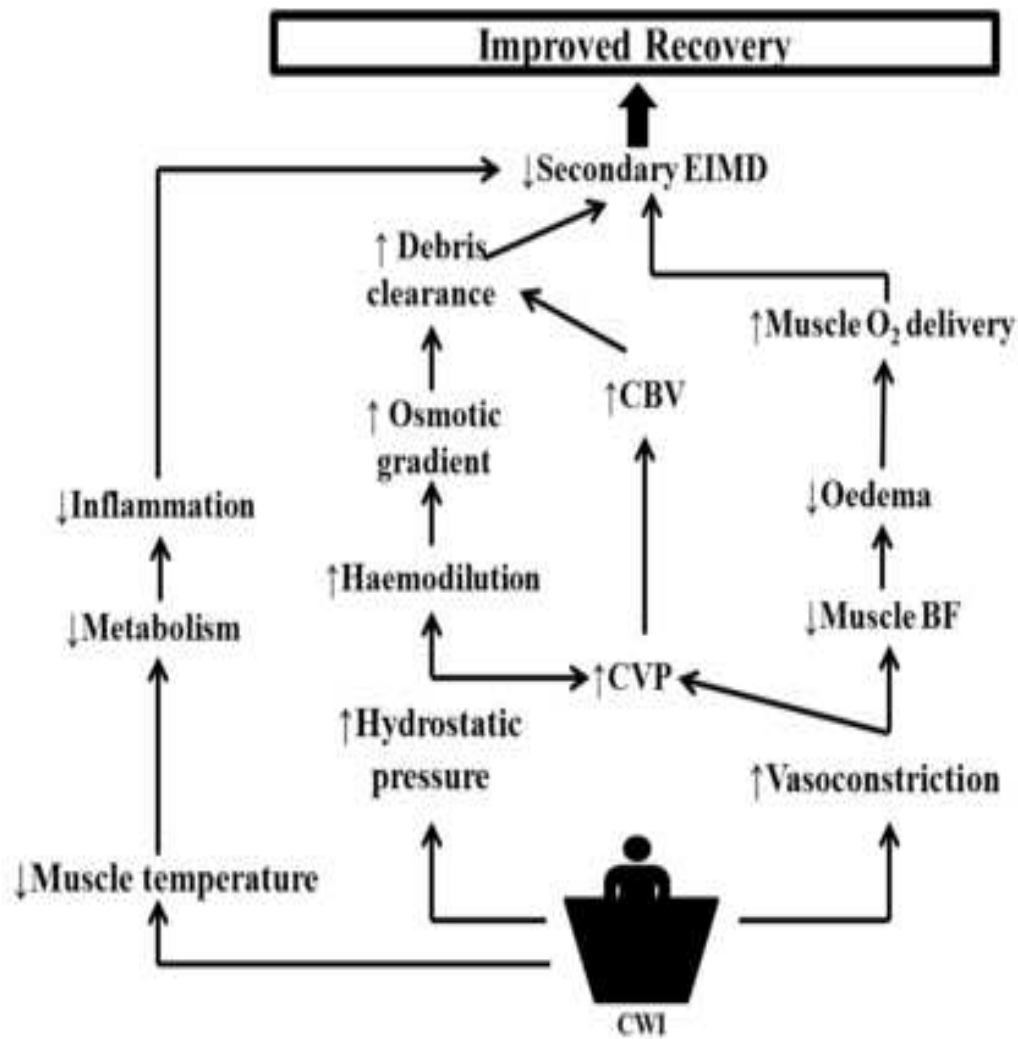 Improved Recovery
↓Secondary EIMD
↑ Debris
clearance
↑Muscle O₂ delivery
↑CBV
↑ Osmotic
gradient
↓Inflammation
↓Oedema
↑Haemodilution
↓Metabolism
↓Muscle BF
↑CVP
↑Hydrostatic
pressure
↑Vasoconstriction
↓Muscle temperature
CWI